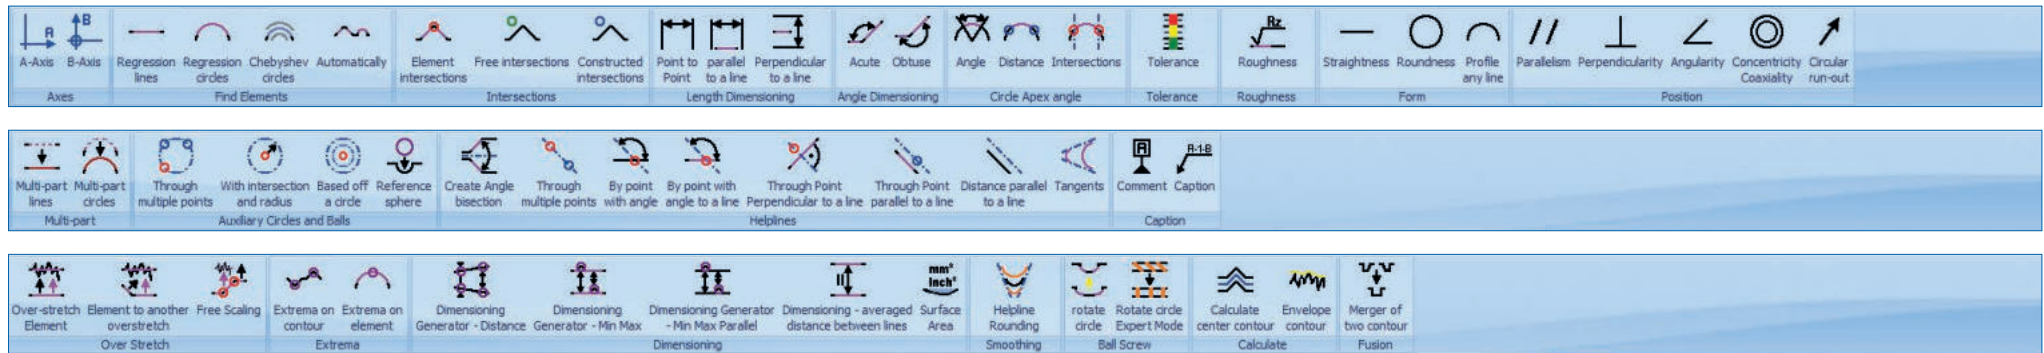 A B Rz
A-Axis B-Axis Regression Regression Chebyshev Automatically Element Free intersections Constructed Point to parallel Perpendicular Acute Obtuse Angle Distance Intersections Tolerance Roughness Straightness Roundness Profile Parallelism Perpendicularity Angularity Concentricity Circular
lines circles circles intersections intersections Point to a line to a line any line Coaxiality run-out
Axes Find Elements Intersections Length Dimensioning Angle Dimensioning Circle Apex angle Tolerance Roughness Form Position
A A-1-B
Multi-part Multi-part Through With intersection Based off Reference Create Angle Through By point By point with Through Point Through Point Distance parallel Tangents Comment Caption
lines circles multiple points and radius a circle sphere bisection multiple points with angle angle to a line Perpendicular to a line parallel to a line to a line
Multi-part Auxiliary Circles and Balls Helplines Caption
mm²
inch²
Over-stretch Element to another Free Scaling Extrema on Extrema on Dimensioning Dimensioning Dimensioning Generator Dimensioning - averaged Surface Helpline rotate Rotate circle Calculate Envelope Merger of
Element overstretch contour element Generator - Distance Generator - Min Max - Min Max Parallel distance between lines Area Rounding circle Expert Mode center contour contour two contour
Over Stretch Extrema Dimensioning Smoothing Ball Screw Calculate Fusion